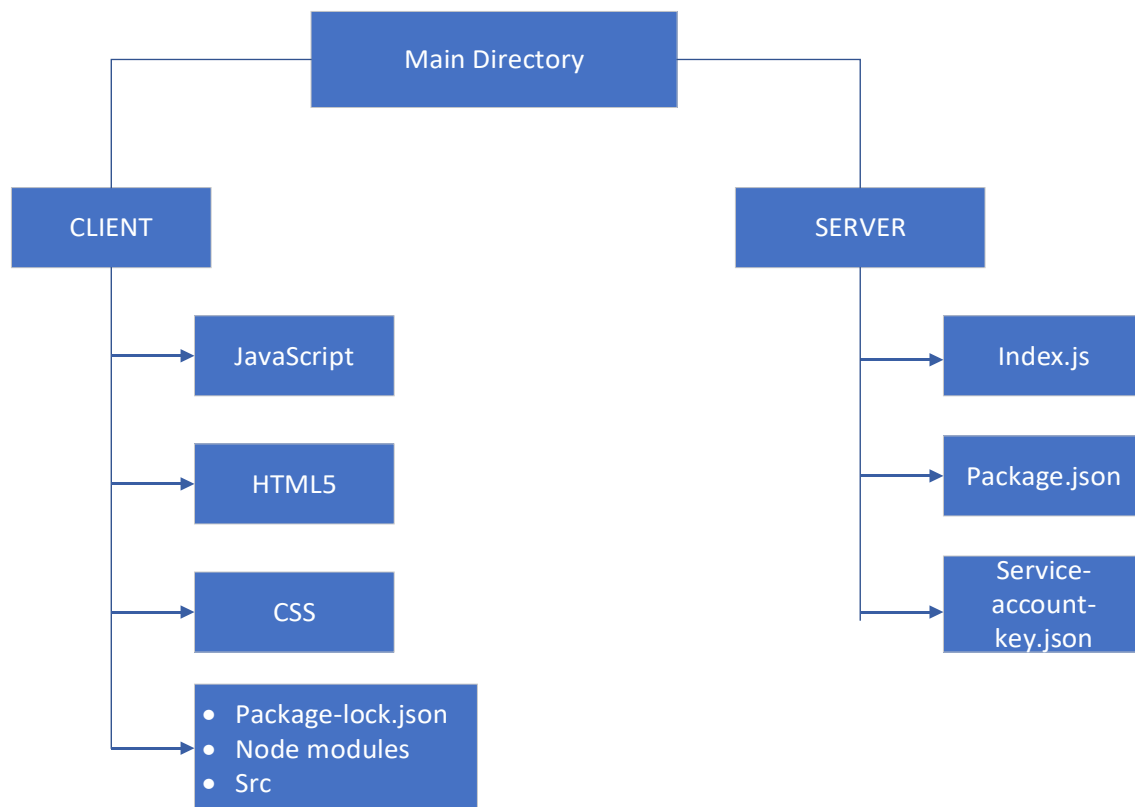 Main Directory
CLIENT
SERVER
JavaScript
Index.js
HTML5
Package.json
CSS
Service-
account-
key.json
• Package-lock.json
• Node modules
• Src